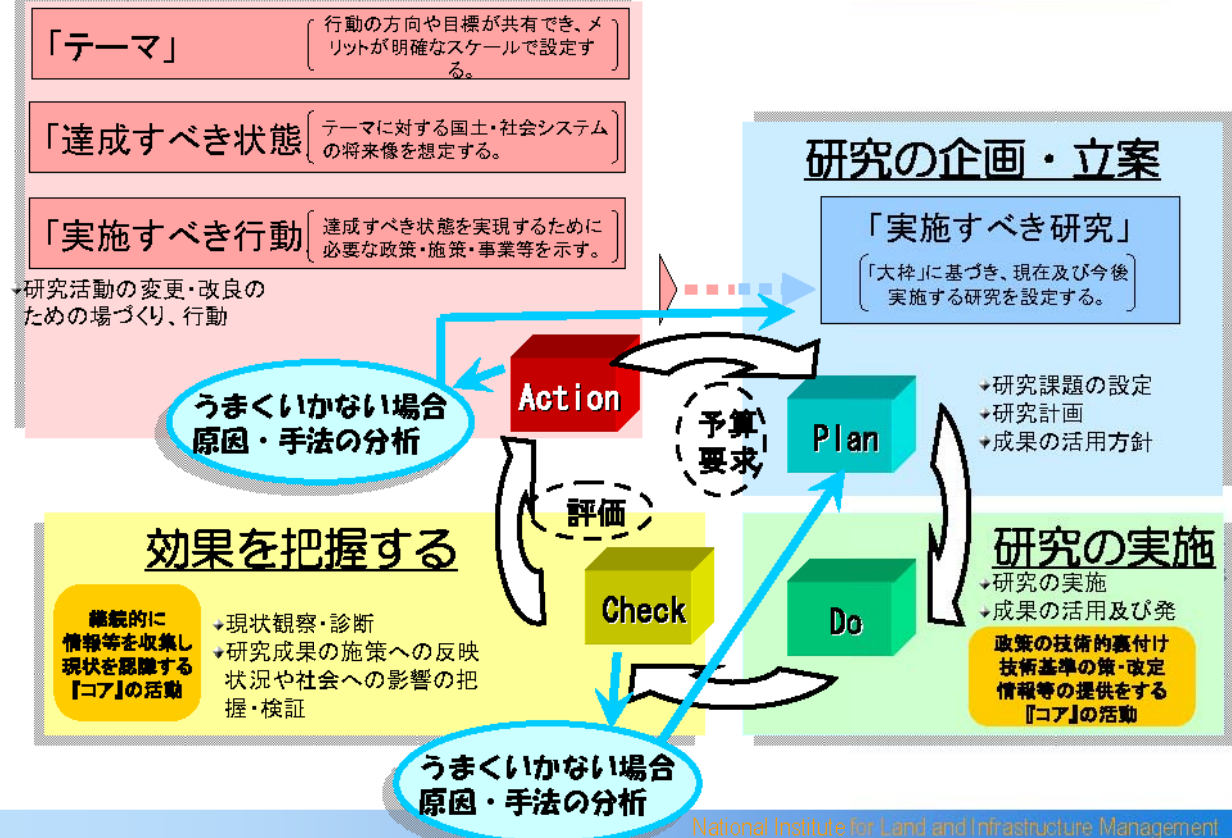 「テーマ」
行動の方向や目標が共有でき、メ
リットが明確なスケールで設定す
る。
「達成すべき状態
テーマに対する国土・社会システム
の将来像を想定する。
「実施すべき行動
達成すべき状態を実現するために
必要な政策・施策・事業等を示す。
研究活動の変更・改良の
ための場づくり、行動
研究の企画・立案
「実施すべき研究」
「大枠」に基づき、現在及び今後
実施する研究を設定する。
うまくいかない場合
原因・手法の分析
Action
予算
要求
Plan
研究課題の設定
研究計画
成果の活用方針
評価
効果を把握する
継続的に
情報等を収集し
現状を認識する
『コア』の活動
現状観察・診断
研究成果の施策への反映
状況や社会への影響の把
握・検証
Check
Do
研究の実施
研究の実施
成果の活用及び発
政策の技術的裏付け
技術基準の策・改定
情報等の提供をする
『コア』の活動
うまくいかない場合
原因・手法の分析
National Institute for Land and Infrastructure Management